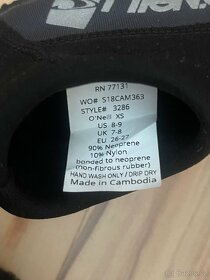 RN 77131
WO# S18CAM363
STYLE# 3286
O'Neill XS
US 8-9
UK 7-8
EU 26-27
90% Neoprene
10% Nylon
bonded to neoprene
(non-fibrous rubber)
HAND WASH ONLY / DRIP DRY
Made in Cambodia